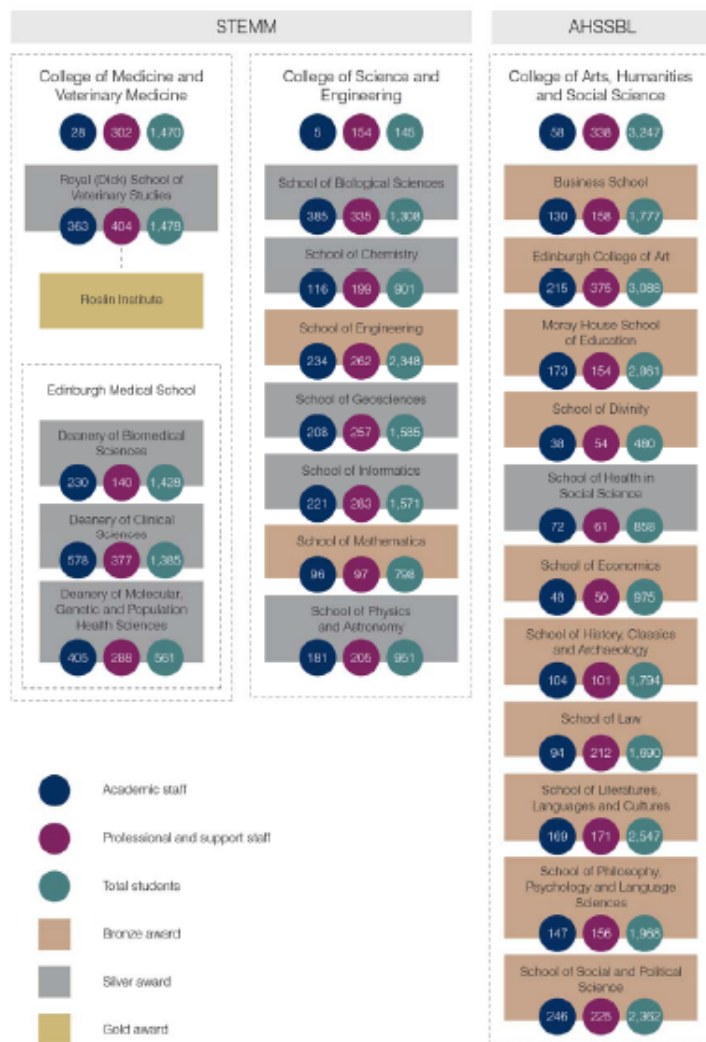 STEMM
AHSSBL
College of Medicine and
Veterinary Medicine
28 302 1,470
Royal (Dick) School of
Veterinary Studies
363 404 1,478
Roslin Institute
Edinburgh Medical School
Deanery of Biomedical
Sciences
230 140 1,428
Deanery of Clinical
Sciences
578 377 1,385
Deanery of Molecular,
Genetic and Population
Health Sciences
405 288 561
College of Science and
Engineering
5 154 145
School of Biological Sciences
385 335 1,308
School of Chemistry
116 199 901
School of Engineering
234 262 2,348
School of Geosciences
208 257 1,585
School of Informatics
221 263 1,571
School of Mathematics
96 97 798
School of Physics
and Astronomy
181 205 951
College of Arts, Humanities
and Social Science
58 338 3,247
Business School
130 158 1,777
Edinburgh College of Art
215 375 3,088
Moray House School
of Education
173 154
School of Divinity
38 54 480
School of Health in
Social Science
72 61 858
School of Economics
48 50 975
School of History, Classics
and Archaeology
104 101 1,794
School of Law
94 212 1,690
School of Literatures,
Languages and Cultures
169 171 2,547
School of Philosophy,
Psychology and Language
Sciences
147 156 1,968
School of Social and Political
Science
246 225 2,362
Academic staff
Professional and support staff
Total students
Bronze award
Silver award
Gold award